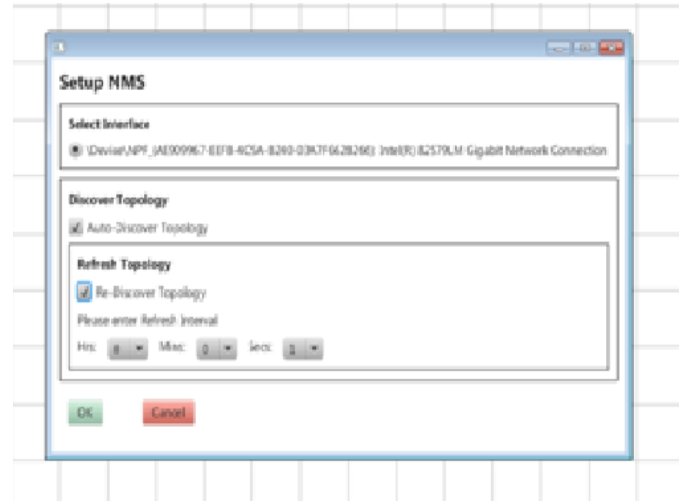 Setup NMS
Select Interface
Intel(R) 82579LM Gigabit Network Connection
Discover Topology
Auto-Discover Topology
Refresh Topology
Re-Discover Topology
Please enter Refresh Interval
Hrs: Mins: 0 Secs:
OK Cancel